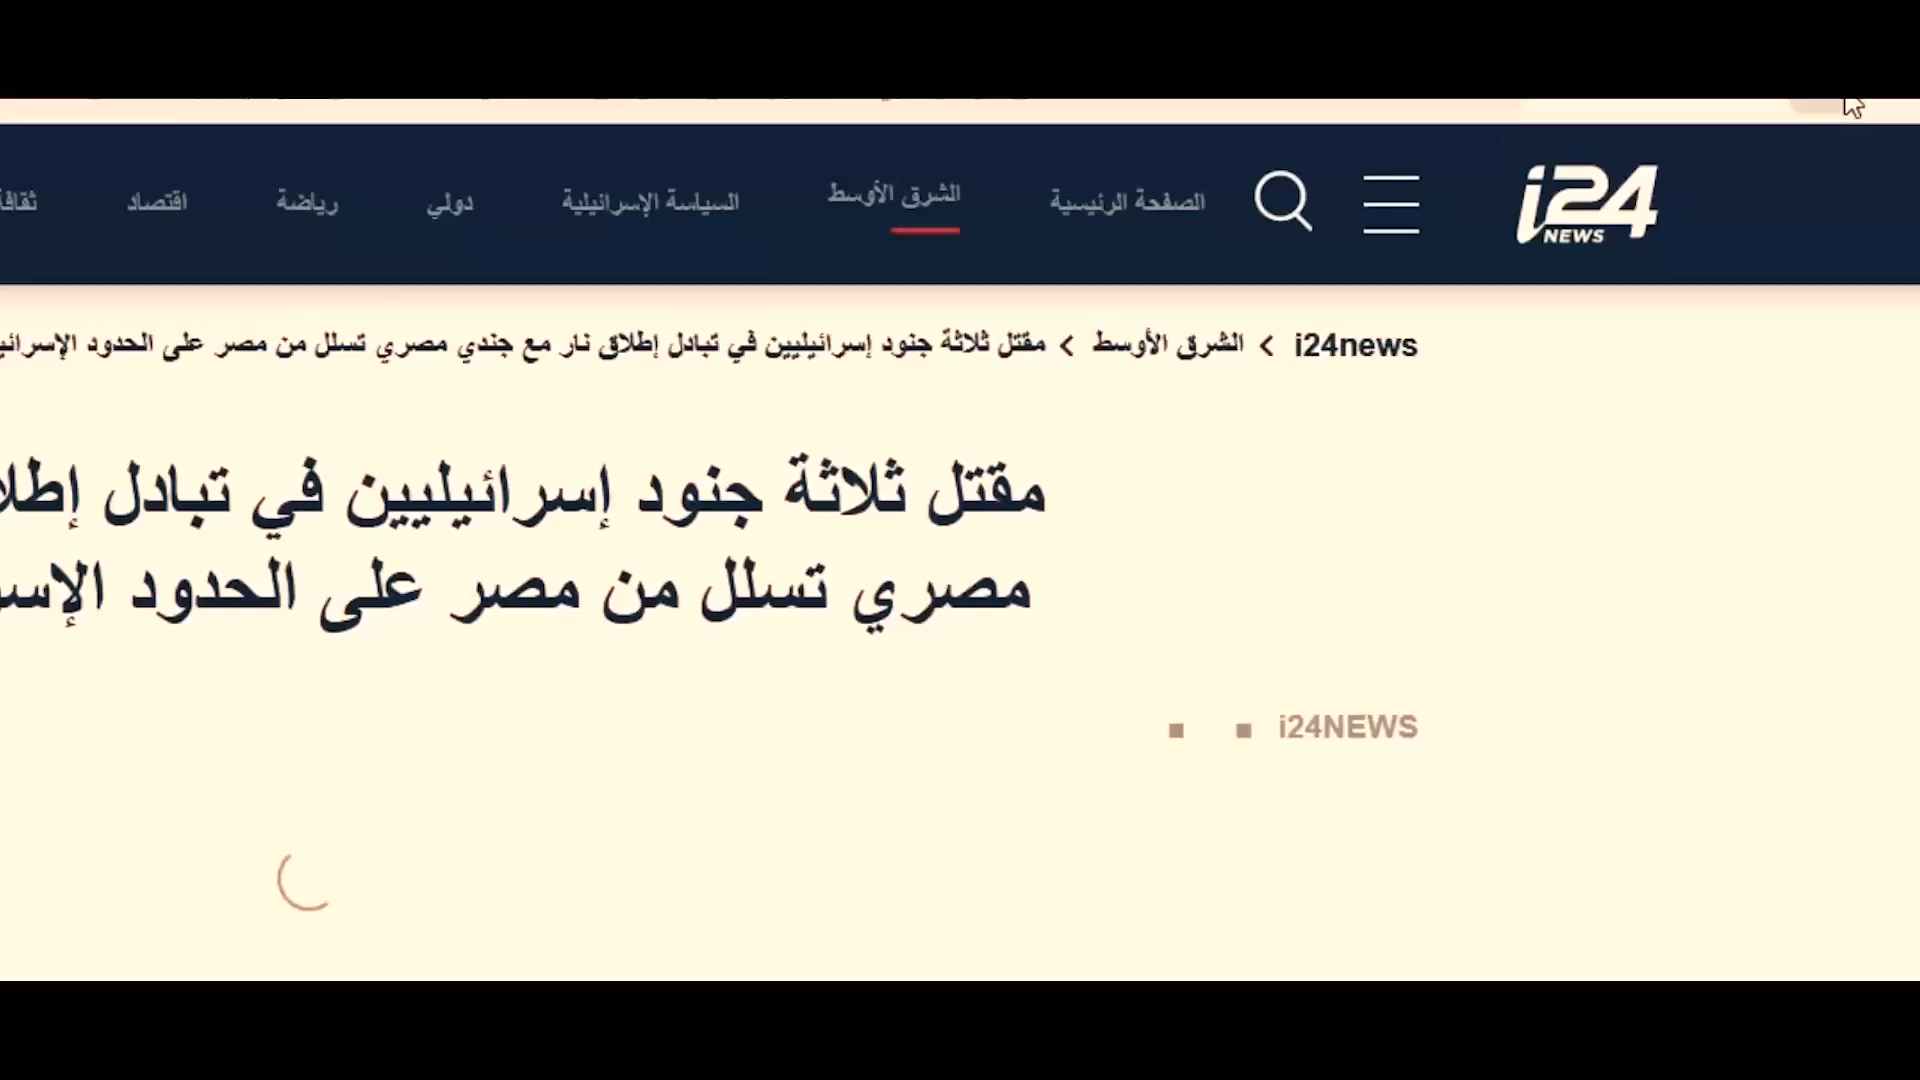 i24 NEWS
الصفحة الرئيسية الشرق الأوسط السياسة الإسرائيلية دولي رياضة اقتصاد
i24news > الشرق الأوسط > مقتل ثلاثة جنود إسرائيليين في تبادل إطلاق نار مع جندي مصري تسلل من مصر على الحدود
مقتل ثلاثة جنود إسرائيليين في تبادل
مصري تسلل من مصر على الحدود
i24NEWS